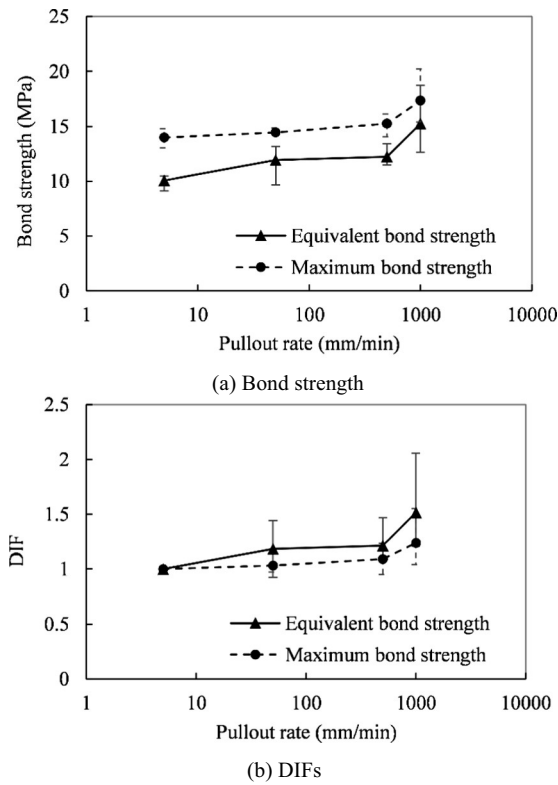 25
20
15
10
5
0
Bond strength (MPa)
Equivalent bond strength
Maximum bond strength
1 10 100 1000 10000
Pullout rate (mm/min)
(a) Bond strength
2.5
2
1.5
1
0.5
0
DIF
Equivalent bond strength
Maximum bond strength
1 10 100 1000 10000
Pullout rate (mm/min)
(b) DIFs